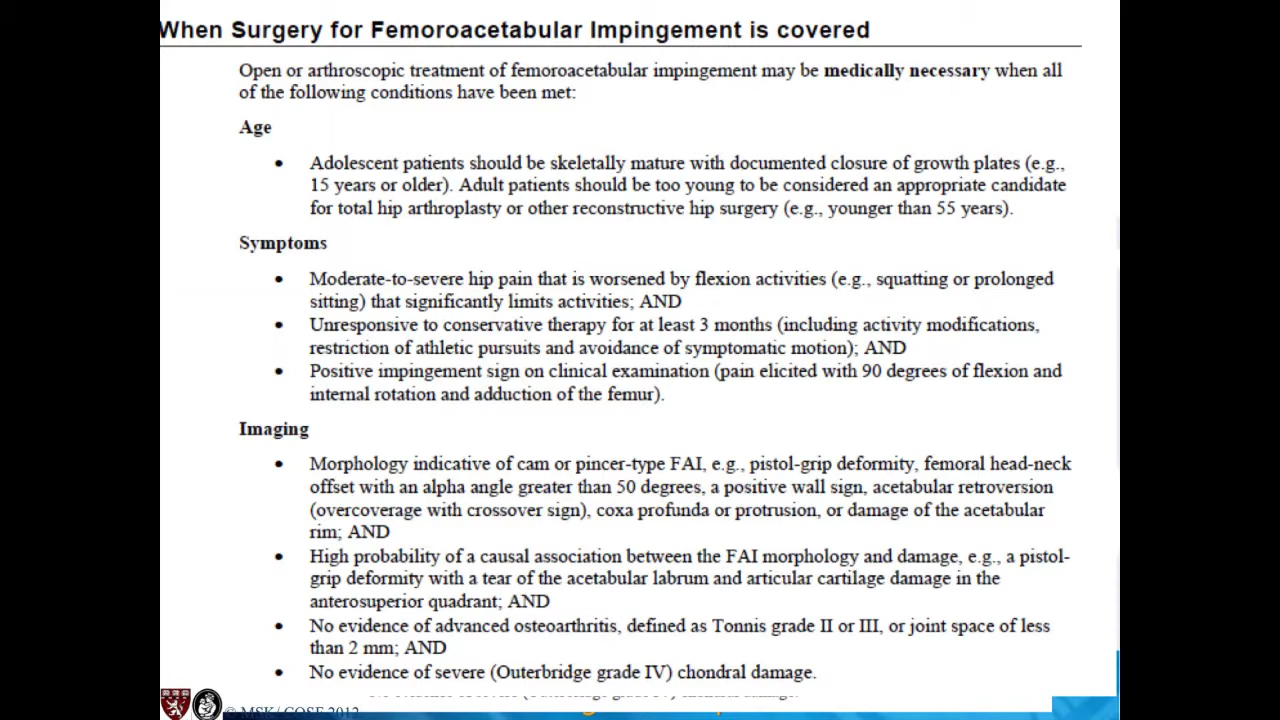 When Surgery for Femoroacetabular Impingement is covered
Open or arthroscopic treatment of femoroacetabular impingement may be medically necessary when all
of the following conditions have been met:
Age
• Adolescent patients should be skeletally mature with documented closure of growth plates (e.g.,
15 years or older). Adult patients should be too young to be considered an appropriate candidate
for total hip arthroplasty or other reconstructive hip surgery (e.g., younger than 55 years).
Symptoms
• Moderate-to-severe hip pain that is worsened by flexion activities (e.g., squatting or prolonged
sitting) that significantly limits activities; AND
• Unresponsive to conservative therapy for at least 3 months (including activity modifications,
restriction of athletic pursuits and avoidance of symptomatic motion); AND
• Positive impingement sign on clinical examination (pain elicited with 90 degrees of flexion and
internal rotation and adduction of the femur).
Imaging
• Morphology indicative of cam or pincer-type FAI, e.g., pistol-grip deformity, femoral head-neck
offset with an alpha angle greater than 50 degrees, a positive wall sign, acetabular retroversion
(overcoverage with crossover sign), coxa profunda or protrusion, or damage of the acetabular
rim; AND
• High probability of a causal association between the FAI morphology and damage, e.g., a pistol-
grip deformity with a tear of the acetabular labrum and articular cartilage damage in the
anterosuperior quadrant; AND
• No evidence of advanced osteoarthritis, defined as Tonnis grade II or III, or joint space of less
than 2 mm; AND
• No evidence of severe (Outerbridge grade IV) chondral damage.
© MSK/ COSF 2012